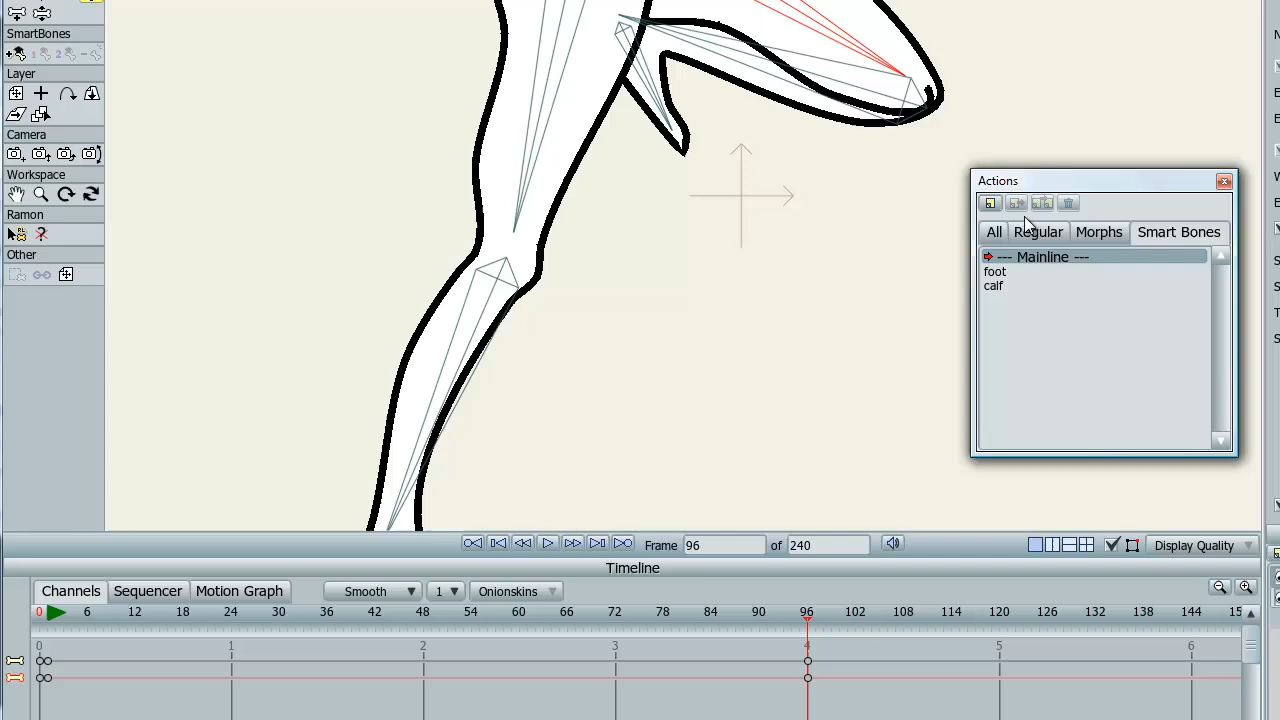 SmartBones
Layer
Camera
Workspace
Ramon
Other
Actions
All Regular Morphs Smart Bones
--- Mainline ---
foot
calf
Frame 96 of 240
Display Quality
Timeline
Channels Sequencer Motion Graph Smooth 1 Onionskins
0 6 12 18 24 30 36 42 48 54 60 66 72 78 84 90 96 102 108 114 120 126 132 138 144 15
0 1 2 3 4 5 6